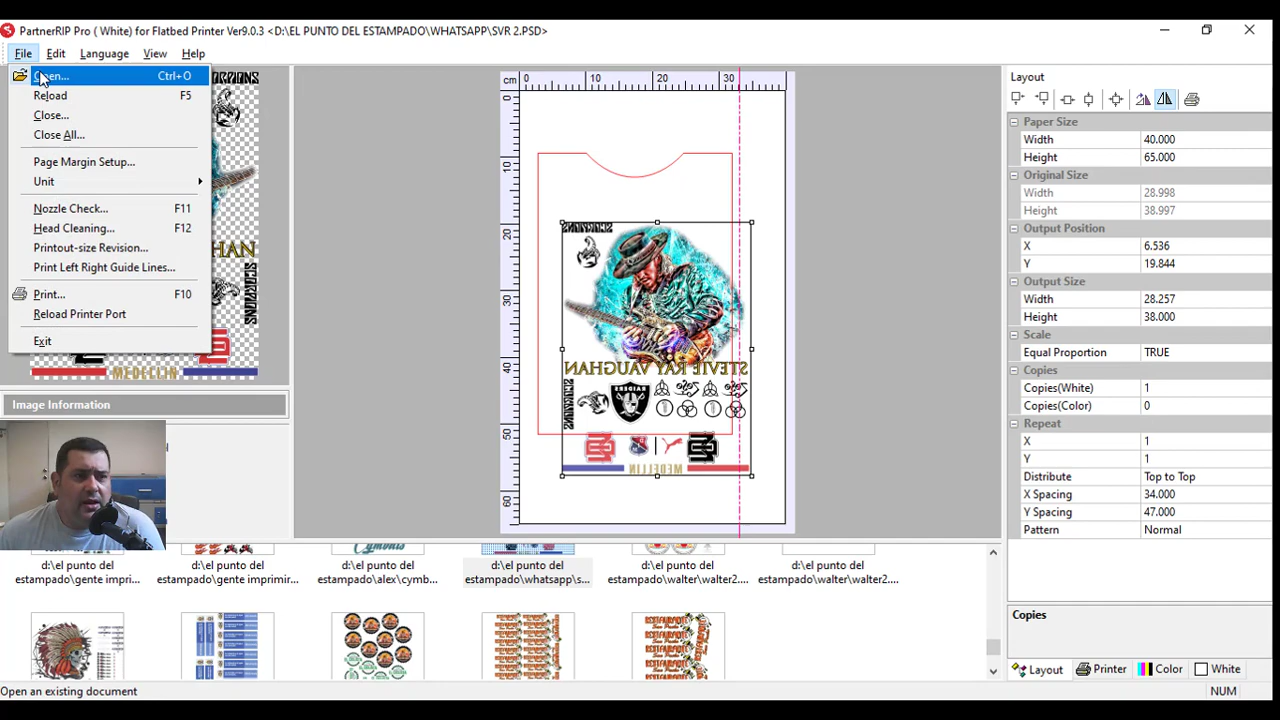 PartnerRIP Pro ( White) for Flatbed Printer Ver9.0.3 <D:\EL PUNTO DEL ESTAMPADO\WHATSAPP\SVR 2.PSD>
File Edit Language View Help
Open... Ctrl+O
Reload F5
Close...
Close All...
Page Margin Setup...
Unit
Nozzle Check... F11
Head Cleaning... F12
Printout-size Revision...
Print Left Right Guide Lines...
Print... F10
Reload Printer Port
Exit
MEDELLIN
Image Information
cm 0 10 20 30
0
10
20
30
40
50
60
SCORPIONS
STEVIE RAY VAUGHAN
SCORPIONS
RAIDERS
MEDELLIN
Layout
Paper Size
Width 40.000
Height 65.000
Original Size
Width 28.998
Height 38.997
Output Position
X 6.536
Y 19.844
Output Size
Width 28.257
Height 38.000
Scale
Equal Proportion TRUE
Copies
Copies(White) 1
Copies(Color) 0
Repeat
X 1
Y 1
Distribute Top to Top
X Spacing 34.000
Y Spacing 47.000
Pattern Normal
Copies
Layout Printer Color White
d:\el punto del estampado\gente impri...
d:\el punto del estampado\gente imprimir...
d:\el punto del estampado\alex\cymb...
d:\el punto del estampado\whatsapp\s...
d:\el punto del estampado\walter\walter2....
d:\el punto del estampado\walter\walter2....
Open an existing document
NUM